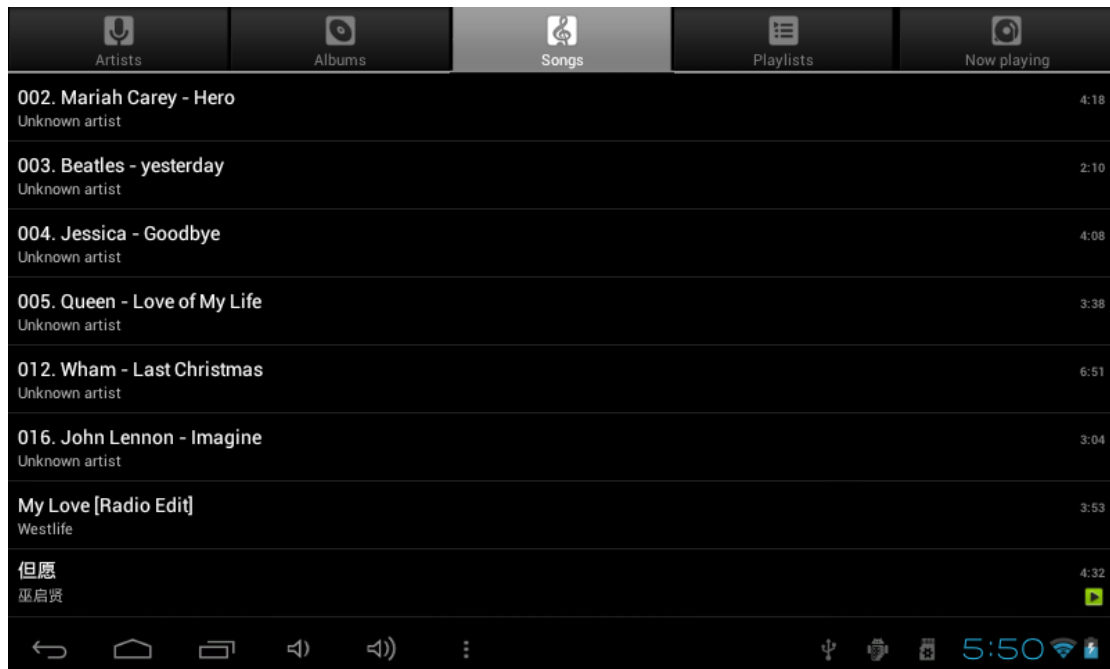 Artists Albums Songs Playlists Now playing
002. Mariah Carey - Hero 4:18
Unknown artist
003. Beatles - yesterday 2:10
Unknown artist
004. Jessica - Goodbye 4:08
Unknown artist
005. Queen - Love of My Life 3:38
Unknown artist
012. Wham - Last Christmas 6:51
Unknown artist
016. John Lennon - Imagine 3:04
Unknown artist
My Love [Radio Edit] 3:53
Westlife
但愿 4:32
巫启贤
5:50